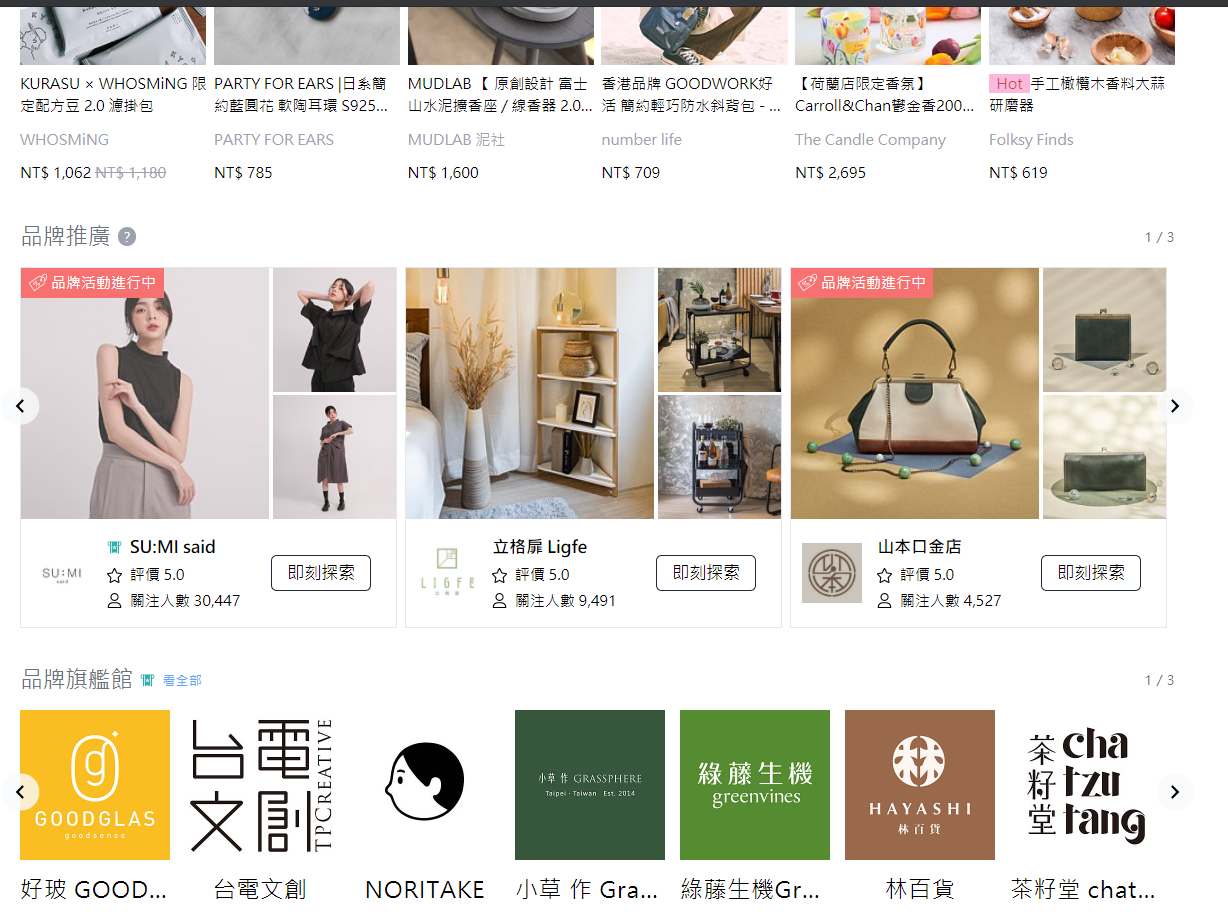 KURASU × WHOSMiNG 限
定配方豆 2.0 濾掛包
WHOSMiNG
NT$ 1,062 NT$ 1,180
PARTY FOR EARS |日系簡
約藍圓花 軟陶耳環 S925...
PARTY FOR EARS
NT$ 785
MUDLAB【 原創設計 富士
山水泥擴香座 / 線香器 2.0...
MUDLAB 泥社
NT$ 1,600
香港品牌 GOODWORK好
活 簡約輕巧防水斜背包 - ...
number life
NT$ 709
【荷蘭店限定香氛】
Carroll&Chan鬱金香200...
The Candle Company
NT$ 2,695
Hot 手工橄欖木香料大蒜
研磨器
Folksy Finds
NT$ 619
品牌推廣 ?
1 / 3
品牌活動進行中
SU:MI
said
SU:MI said
評價 5.0
關注人數 30,447
即刻探索
LIGFE
立格扉
立格扉 Ligfe
評價 5.0
關注人數 9,491
即刻探索
品牌活動進行中
山本口金店
評價 5.0
關注人數 4,527
即刻探索
品牌旗艦館 看全部
1 / 3
GOODGLAS
goodsense
好玻 GOOD...
台電文創
TPCREATIVE
台電文創
NORITAKE
小草 作 GRASSPHERE
Taipei · Taiwan Est. 2014
小草 作 Gra...
綠藤生機
greenvines
綠藤生機Gr...
HAYASHI
林百貨
林百貨
茶籽堂
cha
tzu
tang
茶籽堂 chat...